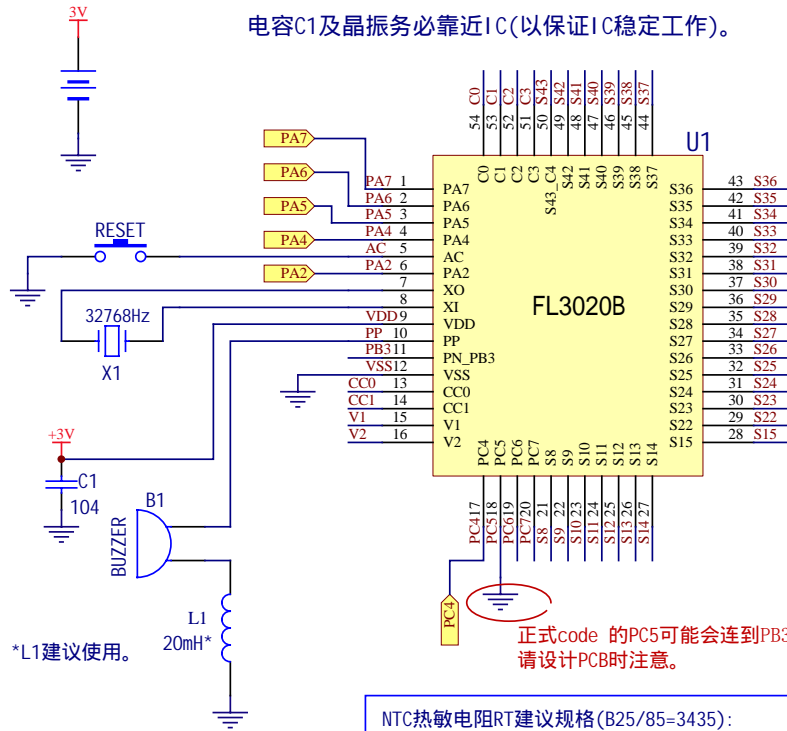 电容C1及晶振务必靠近IC(以保证IC稳定工作)。
3V
54 C0
53 C1
52 C2
51 C3
50 S43
49 S42
48 S41
47 S40
46 S39
45 S38
44 S37
U1
C0
C1
C2
C3
S43_C4
S42
S41
S40
S39
S38
S37
PA7
PA6
PA5
PA4
PA2
PA7 1 PA7
PA6 2 PA6
PA5 3 PA5
PA4 4 PA4
AC 5 AC
PA2 6 PA2
7 XO
8 XI
VDD 9 VDD
PP 10 PP
PB3 11 PN_PB3
VSS 12 VSS
CC0 13 CC0
CC1 14 CC1
V1 15 V1
V2 16 V2
RESET
32768Hz
X1
FL3020B
S36 43 S36
S35 42 S35
S34 41 S34
S33 40 S33
S32 39 S32
S31 38 S31
S30 37 S30
S29 36 S29
S28 35 S28
S27 34 S27
S26 33 S26
S25 32 S25
S24 31 S24
S23 30 S23
S22 29 S22
S15 28 S15
PC4
PC5
PC6
PC7
S8
S9
S10
S11
S12
S13
S14
PC4 17
PC5 18
PC6 19
PC7 20
S8 21
S9 22
S10 23
S11 24
S12 25
S13 26
S14 27
+3V
C1
104
B1
BUZZER
L1
20mH*
*L1建议使用。
PC4
正式code 的PC5可能会连到PB3
请设计PCB时注意。
NTC热敏电阻RT建议规格(B25/85=3435):